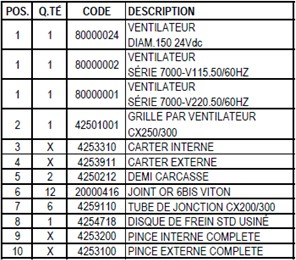 POS. Q.TÉ CODE DESCRIPTION
1 1 80000024 VENTILATEUR
DIAM.150 24Vdc
1 1 80000002 VENTILATEUR
SÉRIE 7000-V115.50/60HZ
1 1 80000001 VENTILATEUR
SÉRIE 7000-V220.50/60HZ
2 1 42501001 GRILLE PAR VENTILATEUR
CX250/300
3 X 4253310 CARTER INTERNE
4 X 4253911 CARTER EXTERNE
5 2 4250212 DEMI CARCASSE
6 12 20000416 JOINT OR 6BIS VITON
7 6 4259110 TUBE DE JONCTION CX200/300
8 1 4254718 DISQUE DE FREIN STD USINÉ
9 X 4253200 PINCE INTERNE COMPLETE
10 X 4253100 PINCE EXTERNE COMPLETE